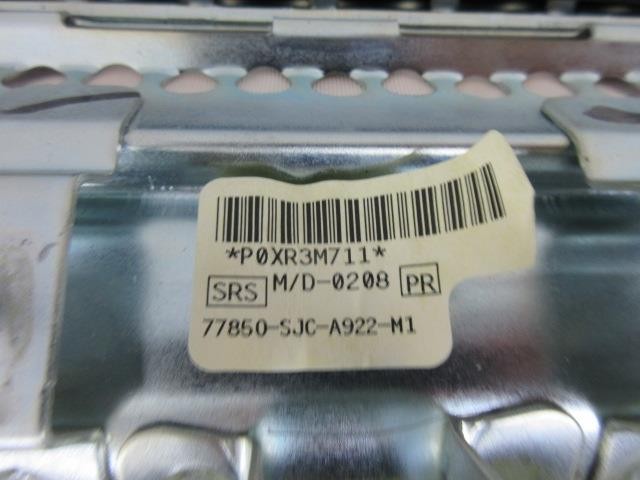 *P0XR3M711*
SRS M/D-0208 PR
77850-SJC-A922-M1